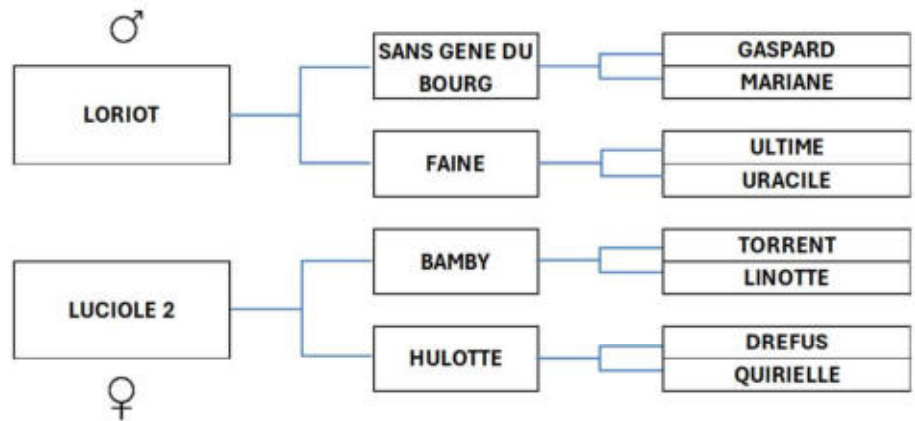 ♂
SANS GENE DU
BOURG
GASPARD
MARIANE
LORIOT
FAINE
ULTIME
URACILE
BAMBY
TORRENT
LINOTTE
LUCIOLE 2
HULOTTE
DREFUS
QUIRIELLE
♀